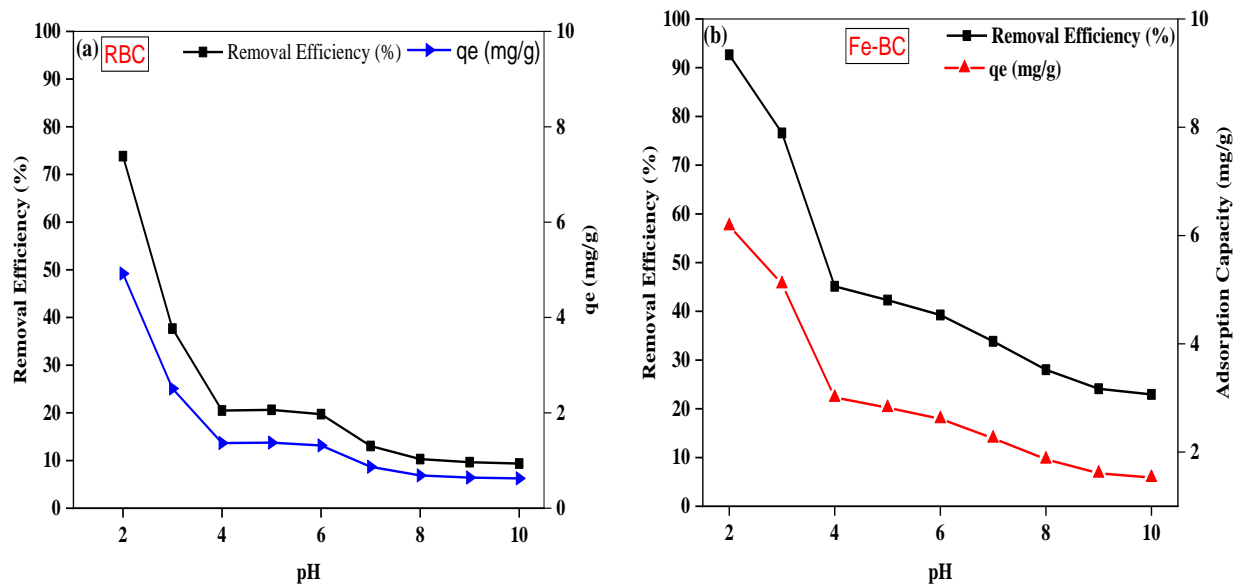 (a)
RBC
Removal Efficiency (%)
qe (mg/g)
100
90
80
70
60
50
40
30
20
10
0
Removal Efficiency (%)
10
8
6
4
2
0
qe (mg/g)
2 4 6 8 10
pH
(b)
Fe-BC
Removal Efficiency (%)
qe (mg/g)
100
90
80
70
60
50
40
30
20
10
0
Removal Efficiency (%)
10
8
6
4
2
Adsorption Capacity (mg/g)
2 4 6 8 10
pH